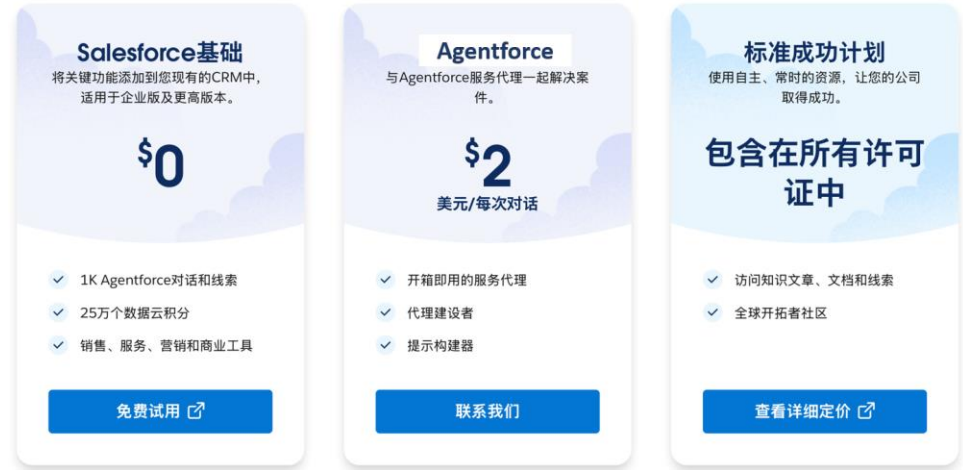 Salesforce基础
将关键功能添加到您现有的CRM中，
适用于企业版及更高版本。
$0
1K Agentforce对话和线索
25万个数据云积分
销售、服务、营销和商业工具
免费试用
Agentforce
与Agentforce服务代理一起解决案
件。
$2
美元/每次对话
开箱即用的服务代理
代理建设者
提示构建器
联系我们
标准成功计划
使用自主、常时的资源，让您的公司
取得成功。
包含在所有许可
证中
访问知识文章、文档和线索
全球开拓者社区
查看详细定价